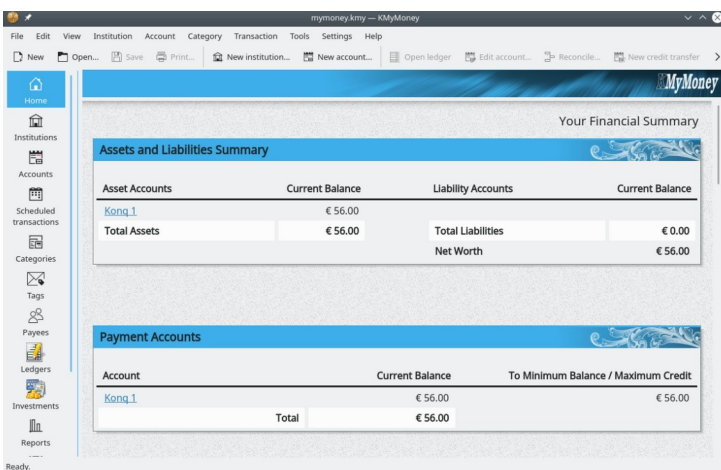 mymoney.kmy — KMyMoney
File Edit View Institution Account Category Transaction Tools Settings Help
New Open... Save Print... New institution... New account... Open ledger Edit account... Reconcile... New credit transfer
KMyMoney
Home
Institutions
Accounts
Scheduled
transactions
Categories
Tags
Payees
Ledgers
Investments
Reports
Your Financial Summary
Assets and Liabilities Summary
Asset Accounts Current Balance Liability Accounts Current Balance
Konq 1 € 56.00
Total Assets € 56.00 Total Liabilities € 0.00
Net Worth € 56.00
Payment Accounts
Account Current Balance To Minimum Balance / Maximum Credit
Konq 1 € 56.00 € 56.00
Total € 56.00
Ready.